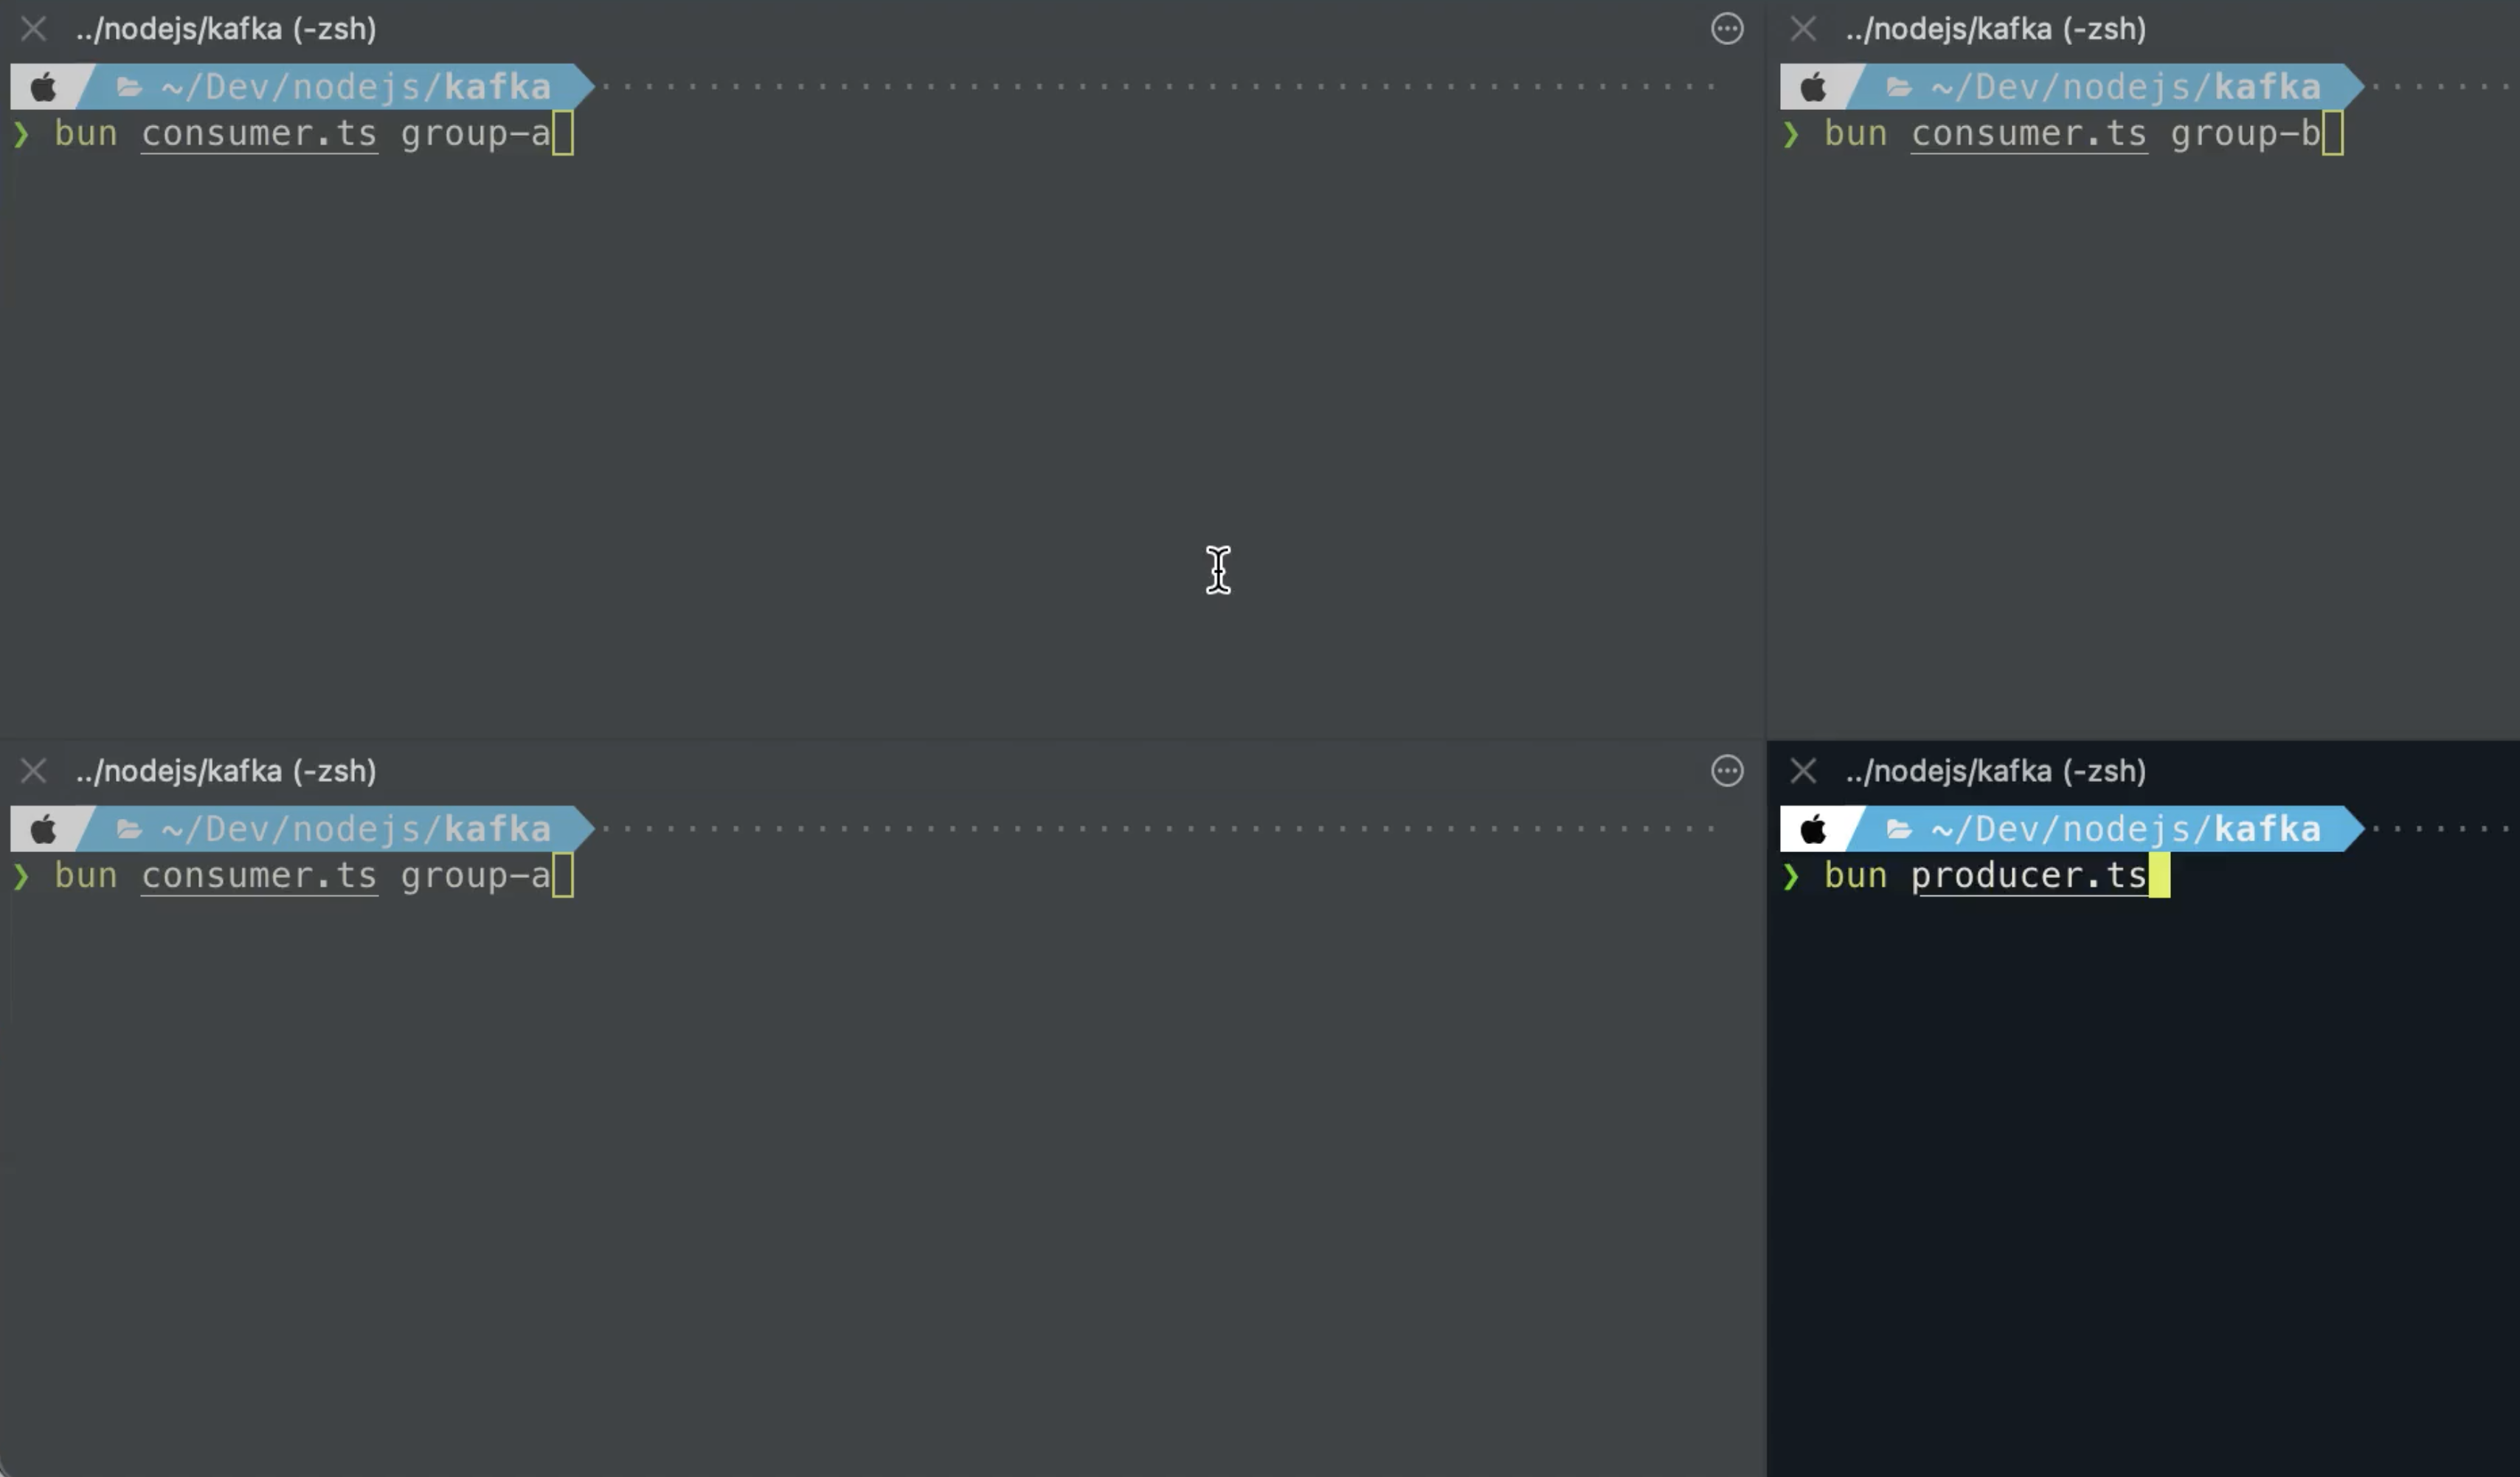 ../nodejs/kafka (-zsh)
~/Dev/nodejs/kafka
❯ bun consumer.ts group-a
../nodejs/kafka (-zsh)
~/Dev/nodejs/kafka
❯ bun consumer.ts group-b
../nodejs/kafka (-zsh)
~/Dev/nodejs/kafka
❯ bun consumer.ts group-a
../nodejs/kafka (-zsh)
~/Dev/nodejs/kafka
❯ bun producer.ts